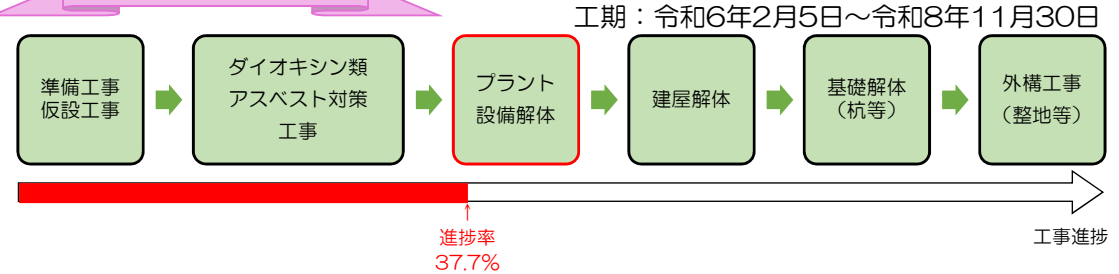 工期：令和6年2月5日～令和8年11月30日
準備工事
仮設工事
ダイオキシン類
アスベスト対策
工事
プラント
設備解体
建屋解体
基礎解体
（杭等）
外構工事
（整地等）
↑
進捗率
37.7%
工事進捗